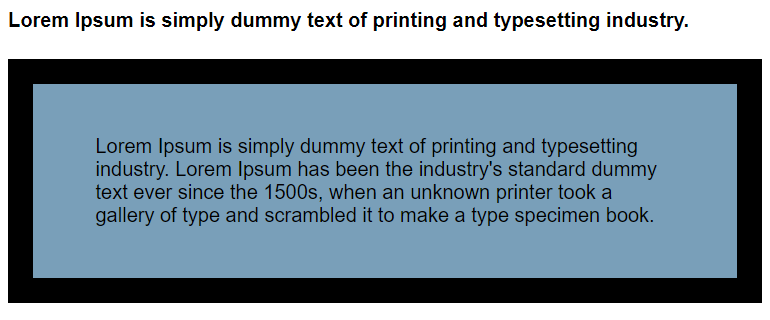 Lorem Ipsum is simply dummy text of printing and typesetting industry.
Lorem Ipsum is simply dummy text of printing and typesetting
industry. Lorem Ipsum has been the industry's standard dummy
text ever since the 1500s, when an unknown printer took a
gallery of type and scrambled it to make a type specimen book.